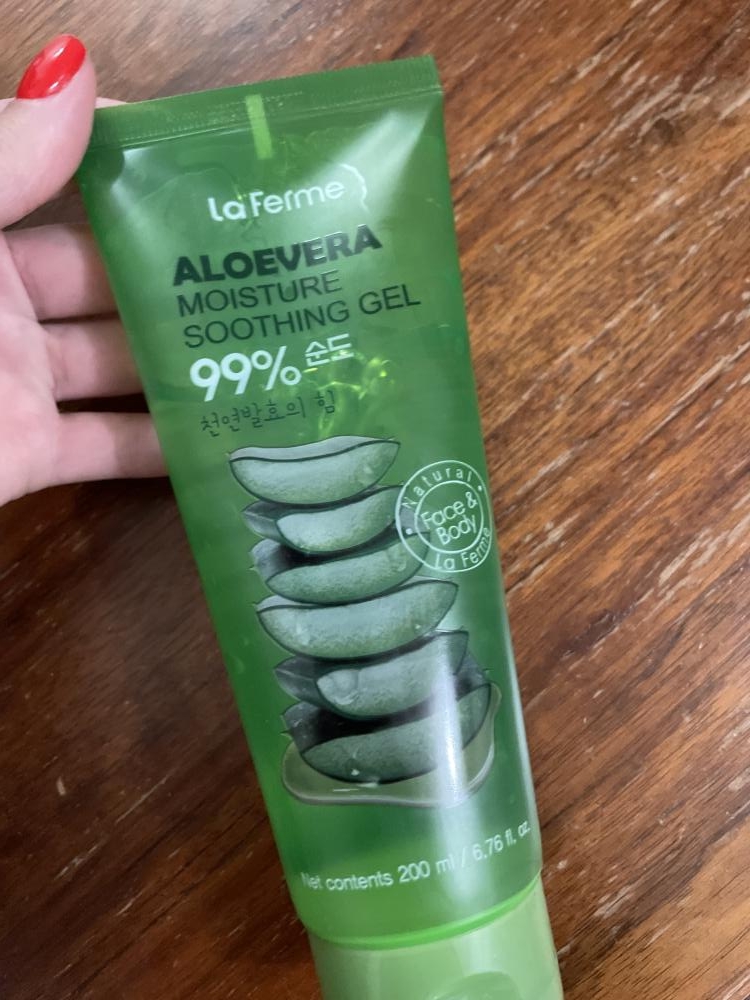 La Ferme
ALOEVERA
MOISTURE
SOOTHING GEL
99% 순도
천연발효의 힘
Natural
Face &
Body
La Ferme
Net contents 200 ml / 6.76 fl. oz.